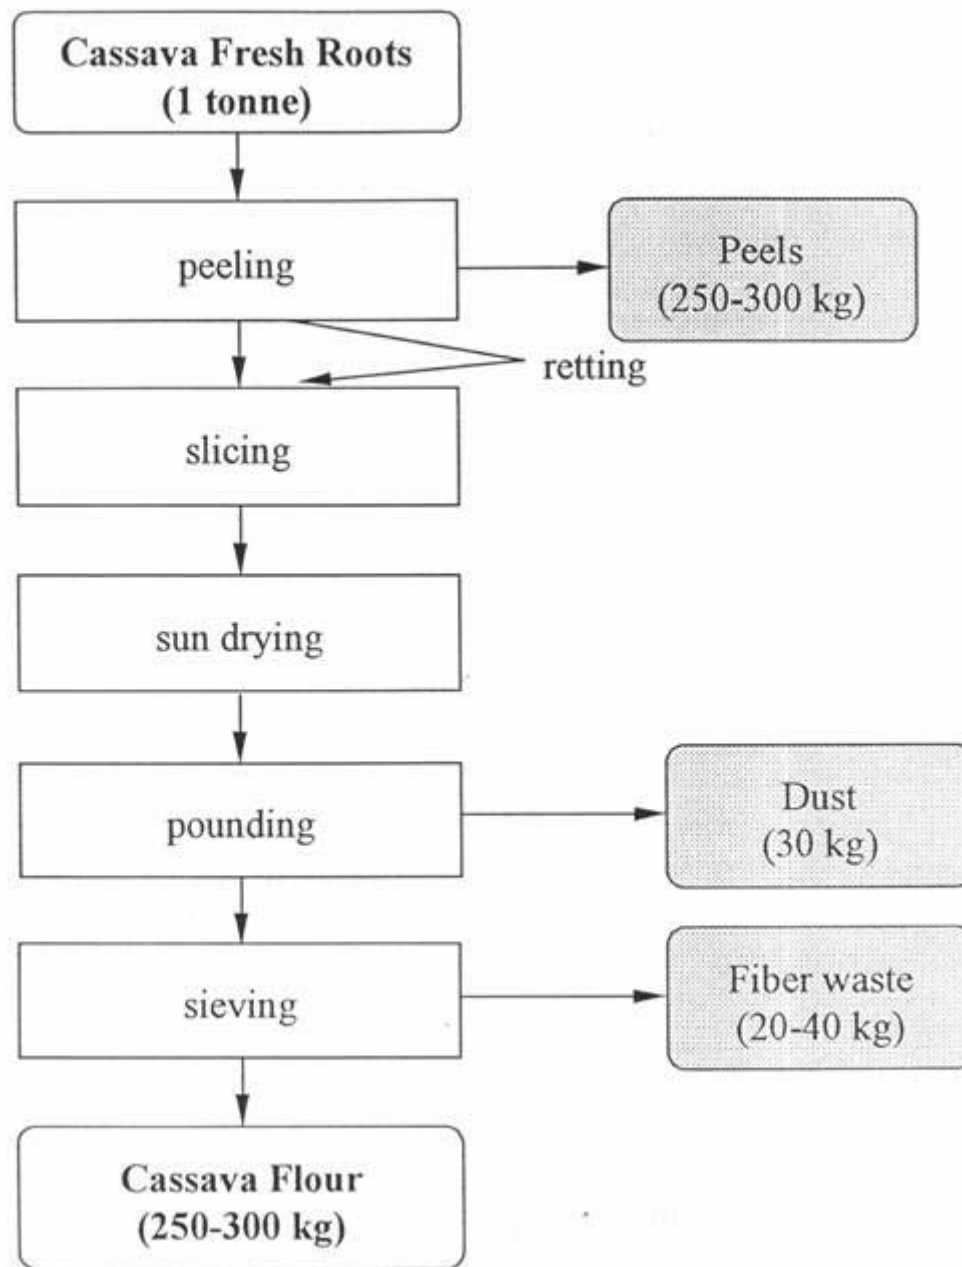 Cassava Fresh Roots
(1 tonne)
peeling
Peels
(250-300 kg)
retting
slicing
sun drying
pounding
Dust
(30 kg)
sieving
Fiber waste
(20-40 kg)
Cassava Flour
(250-300 kg)